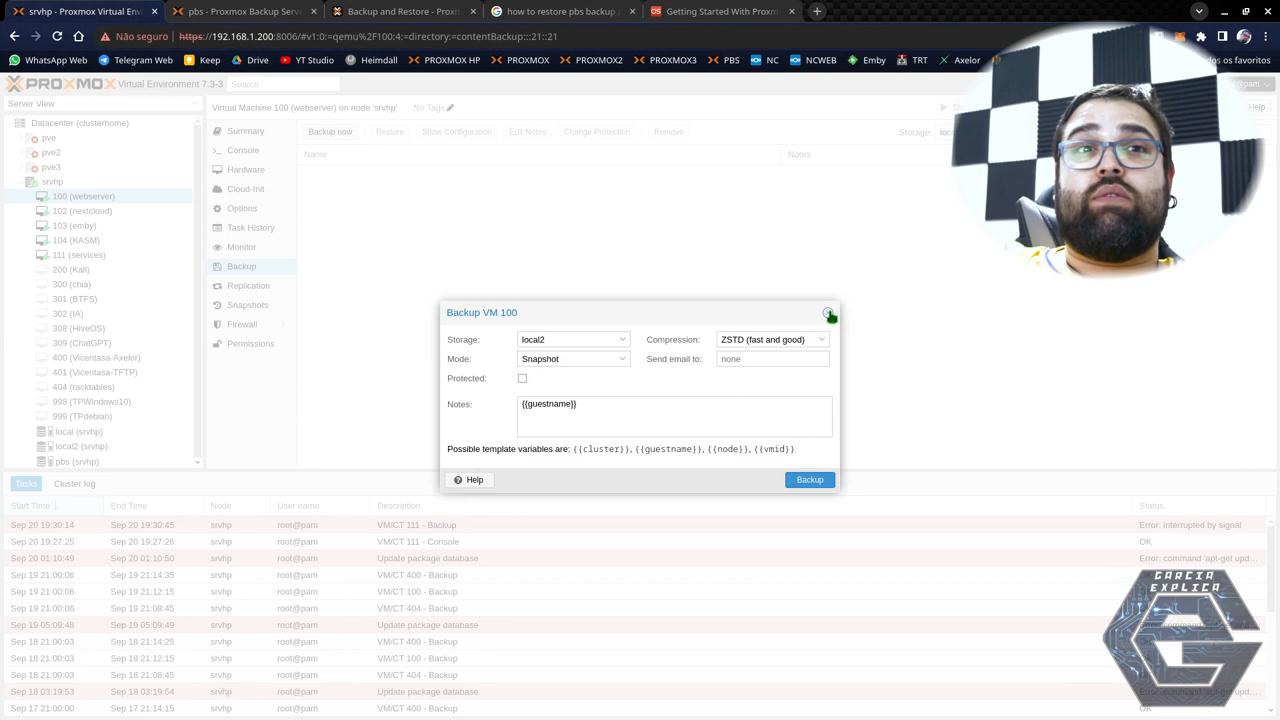 VM how to restore pbs backup
OS Getting Started With Prox
Não seguro
https://192.168.1.200:8006/#v1:0:=qemu%2F100:4:=directory=contentBackup:::21::21
WhatsApp Web
Telegram Web
Keep
Drive
YT Studio
Heimdall
PROXMOX HP
PROXMOX
PROXMOX2
PROXMOX3
PBS
NC
NCWEB
Emby
TRT
Axelor
os favoritos
PROXMOX Virtual Environment 7.3-3
Search
@pam
Server View
Virtual Machine 100 (webserver) on node 'srvhp'
No Tags
Help
Datacenter (clusterhome)
pve
pve2
pve3
srvhp
100 (webserver)
102 (nextcloud)
103 (emby)
104 (KASM)
111 (services)
200 (Kali)
300 (chia)
301 (BTFS)
302 (IA)
308 (HiveOS)
309 (ChatGPT)
400 (Vicentasa-Axelor)
401 (Vicentasa-TFTP)
404 (racktables)
998 (TPWindows10)
999 (TPdebian)
local (srvhp)
local2 (srvhp)
pbs (srvhp)
Summary
Console
Hardware
Cloud-Init
Options
Task History
Monitor
Backup
Replication
Snapshots
Firewall
Permissions
Backup now
Restore
Show Configuration
Edit Notes
Change Protection
Remove
Storage:
Name
Notes
Backup VM 100
Storage: local2
Compression: ZSTD (fast and good)
Mode: Snapshot
Send email to: none
Protected:
Notes: {{guestname}}
Possible template variables are: {{cluster}}, {{guestname}}, {{node}}, {{vmid}}
Help
Backup
Tasks
Cluster log
Start Time End Time Node User name Description Status
Sep 20 19:30:14 Sep 20 19:30:45 srvhp root@pam VM/CT 111 - Backup Error: interrupted by signal
Sep 20 19:27:25 Sep 20 19:27:26 srvhp root@pam VM/CT 111 - Console OK
Sep 20 01:10:49 Sep 20 01:10:50 srvhp root@pam Update package database Error: command 'apt-get upd...
Sep 19 21:00:06 Sep 19 21:14:35 srvhp root@pam VM/CT 400 - Backup
Sep 19 21:00:06 Sep 19 21:12:15 srvhp root@pam VM/CT 100 - Backup
Sep 19 21:00:06 Sep 19 21:08:45 srvhp root@pam VM/CT 404 - Backup
Sep 19 05:09:48 Sep 19 05:09:49 srvhp root@pam Update package database
Sep 18 21:00:03 Sep 18 21:14:25 srvhp root@pam VM/CT 400 - Backup
Sep 18 21:00:03 Sep 18 21:12:15 srvhp root@pam VM/CT 100 - Backup
Sep 18 21:00:03 Sep 18 21:08:45 srvhp root@pam VM/CT 404 - Backup
Sep 18 03:19:53 Sep 18 03:19:54 srvhp root@pam Update package database
Sep 17 21:00:00 Sep 17 21:14:15 srvhp root@pam VM/CT 400 - Backup OK
GARCIA
EXPLICA